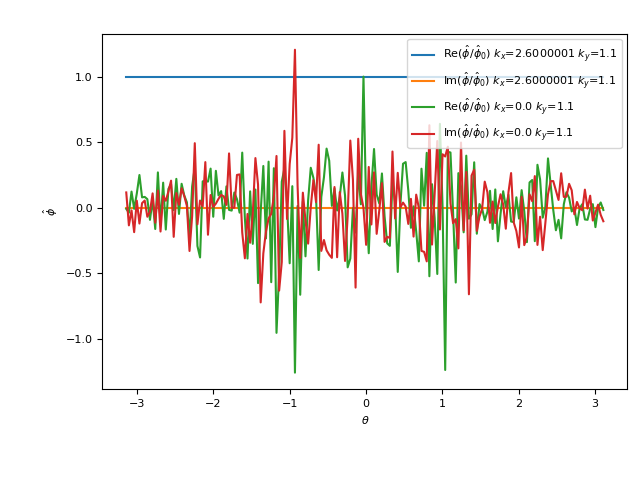 Re(φ̂/φ̂₀) kₓ=2.6000001 k_y=1.1
Im(φ̂/φ̂₀) kₓ=2.6000001 k_y=1.1
Re(φ̂/φ̂₀) kₓ=0.0 k_y=1.1
Im(φ̂/φ̂₀) kₓ=0.0 k_y=1.1
1.0
0.5
0.0
−0.5
−1.0
φ̂
−3 −2 −1 0 1 2 3
θ